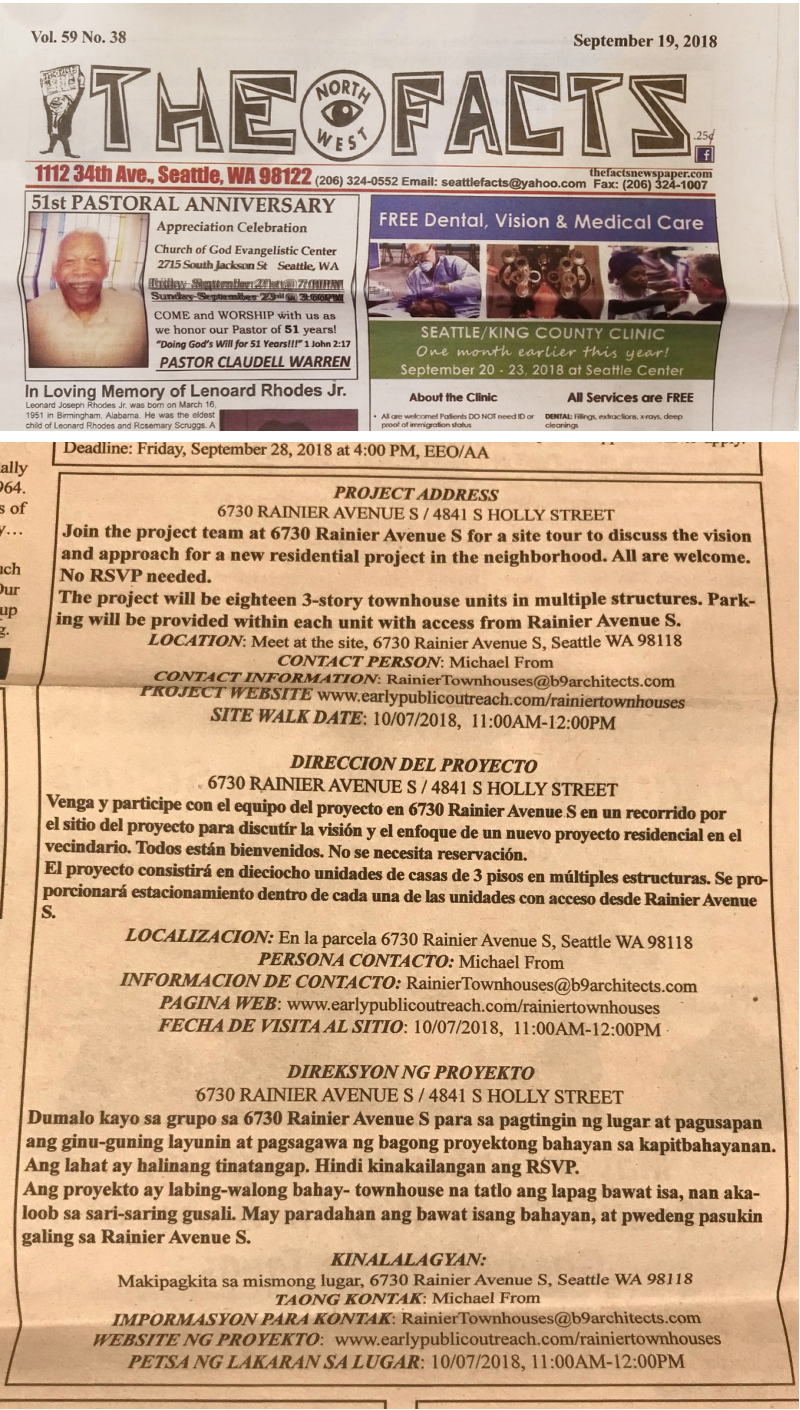 Vol. 59 No. 38
September 19, 2018
THE NORTH WEST FACTS
.25¢
f
thefactsnewspaper.com
1112 34th Ave., Seattle, WA 98122 (206) 324-0552 Email: seattlefacts@yahoo.com Fax: (206) 324-1007
51st PASTORAL ANNIVERSARY
Appreciation Celebration
Church of God Evangelistic Center
2715 South Jackson St Seattle, WA
COME and WORSHIP with us as
we honor our Pastor of 51 years!
"Doing God's Will for 51 Years!!!" 1 John 2:17
PASTOR CLAUDELL WARREN
In Loving Memory of Lenoard Rhodes Jr.
Leonard Joseph Rhodes Jr. was born on March 16,
1951 in Birmingham, Alabama. He was the eldest
child of Leonard Rhodes and Rosemary Scruggs. A
FREE Dental, Vision & Medical Care
SEATTLE/KING COUNTY CLINIC
One month earlier this year!
September 20 - 23, 2018 at Seattle Center
About the Clinic
• All are welcome! Patients DO NOT need ID or
proof of immigration status
All Services are FREE
DENTAL: Fillings, extractions, x-rays, deep
cleanings
Deadline: Friday, September 28, 2018 at 4:00 PM, EEO/AA
ally
964.
s of
y...
uch
Our
up
g.
PROJECT ADDRESS
6730 RAINIER AVENUE S / 4841 S HOLLY STREET
Join the project team at 6730 Rainier Avenue S for a site tour to discuss the vision
and approach for a new residential project in the neighborhood. All are welcome.
No RSVP needed.
The project will be eighteen 3-story townhouse units in multiple structures. Park-
ing will be provided within each unit with access from Rainier Avenue S.
LOCATION: Meet at the site, 6730 Rainier Avenue S, Seattle WA 98118
CONTACT PERSON: Michael From
CONTACT INFORMATION: RainierTownhouses@b9architects.com
PROJECT WEBSITE www.earlypublicoutreach.com/rainiertownhouses
SITE WALK DATE: 10/07/2018, 11:00AM-12:00PM
DIRECCION DEL PROYECTO
6730 RAINIER AVENUE S / 4841 S HOLLY STREET
Venga y participe con el equipo del proyecto en 6730 Rainier Avenue S en un recorrido por
el sitio del proyecto para discutír la visión y el enfoque de un nuevo proyecto residencial en el
vecindario. Todos están bienvenidos. No se necesita reservación.
El proyecto consistirá en dieciocho unidades de casas de 3 pisos en múltiples estructuras. Se pro-
porcionará estacionamiento dentro de cada una de las unidades con acceso desde Rainier Avenue
S.
LOCALIZACION: En la parcela 6730 Rainier Avenue S, Seattle WA 98118
PERSONA CONTACTO: Michael From
INFORMACION DE CONTACTO: RainierTownhouses@b9architects.com
PAGINA WEB: www.earlypublicoutreach.com/rainiertownhouses
FECHA DE VISITA AL SITIO: 10/07/2018, 11:00AM-12:00PM
DIREKSYON NG PROYEKTO
6730 RAINIER AVENUE S / 4841 S HOLLY STREET
Dumalo kayo sa grupo sa 6730 Rainier Avenue S para sa pagtingin ng lugar at pagusapan
ang ginu-guning layunin at pagsagawa ng bagong proyektong bahayan sa kapitbahayanan.
Ang lahat ay halinang tinatangap. Hindi kinakailangan ang RSVP.
Ang proyekto ay labing-walong bahay- townhouse na tatlo ang lapag bawat isa, nan aka-
loob sa sari-saring gusali. May paradahan ang bawat isang bahayan, at pwedeng pasukin
galing sa Rainier Avenue S.
KINALALAGYAN:
Makipagkita sa mismong lugar, 6730 Rainier Avenue S, Seattle WA 98118
TAONG KONTAK: Michael From
IMPORMASYON PARA KONTAK: RainierTownhouses@b9architects.com
WEBSITE NG PROYEKTO: www.earlypublicoutreach.com/rainiertownhouses
PETSA NG LAKARAN SA LUGAR: 10/07/2018, 11:00AM-12:00PM